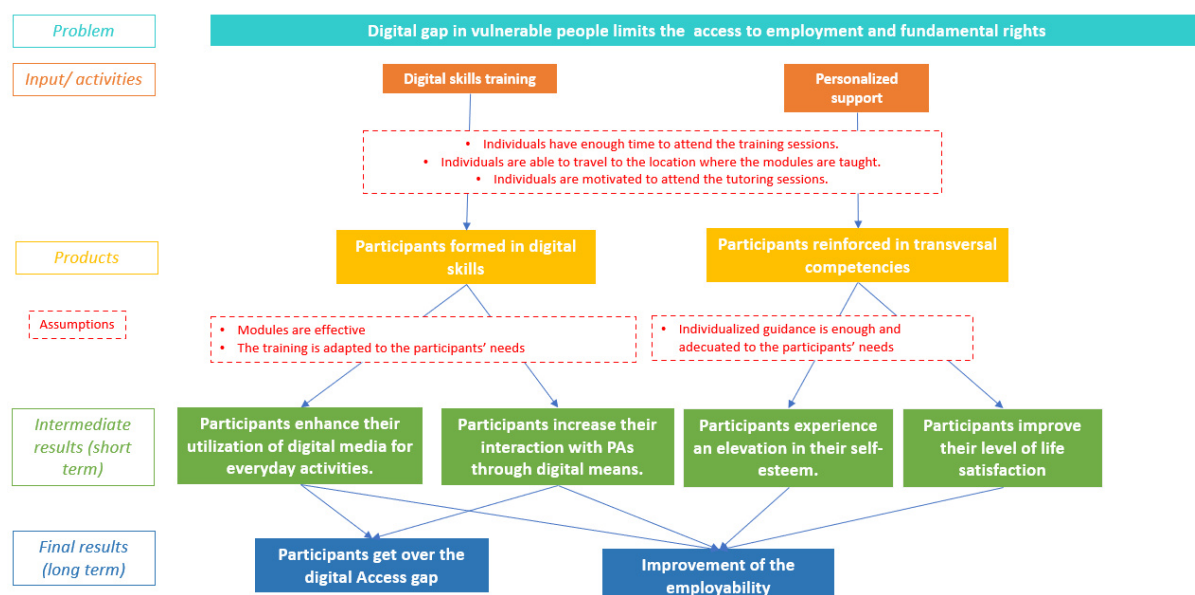 Problem
Digital gap in vulnerable people limits the access to employment and fundamental rights
Input/ activities
Digital skills training
Personalized
support
• Individuals have enough time to attend the training sessions.
• Individuals are able to travel to the location where the modules are taught.
• Individuals are motivated to attend the tutoring sessions.
Products
Participants formed in digital
skills
Participants reinforced in transversal
competencies
Assumptions
• Modules are effective
• The training is adapted to the participants’ needs
• Individualized guidance is enough and
adecuated to the participants’ needs
Intermediate
results (short
term)
Participants enhance their
utilization of digital media for
everyday activities.
Participants increase their
interaction with PAs
through digital means.
Participants experience
an elevation in their self-
esteem.
Participants improve
their level of life
satisfaction
Final results
(long term)
Participants get over the
digital Access gap
Improvement of the
employability